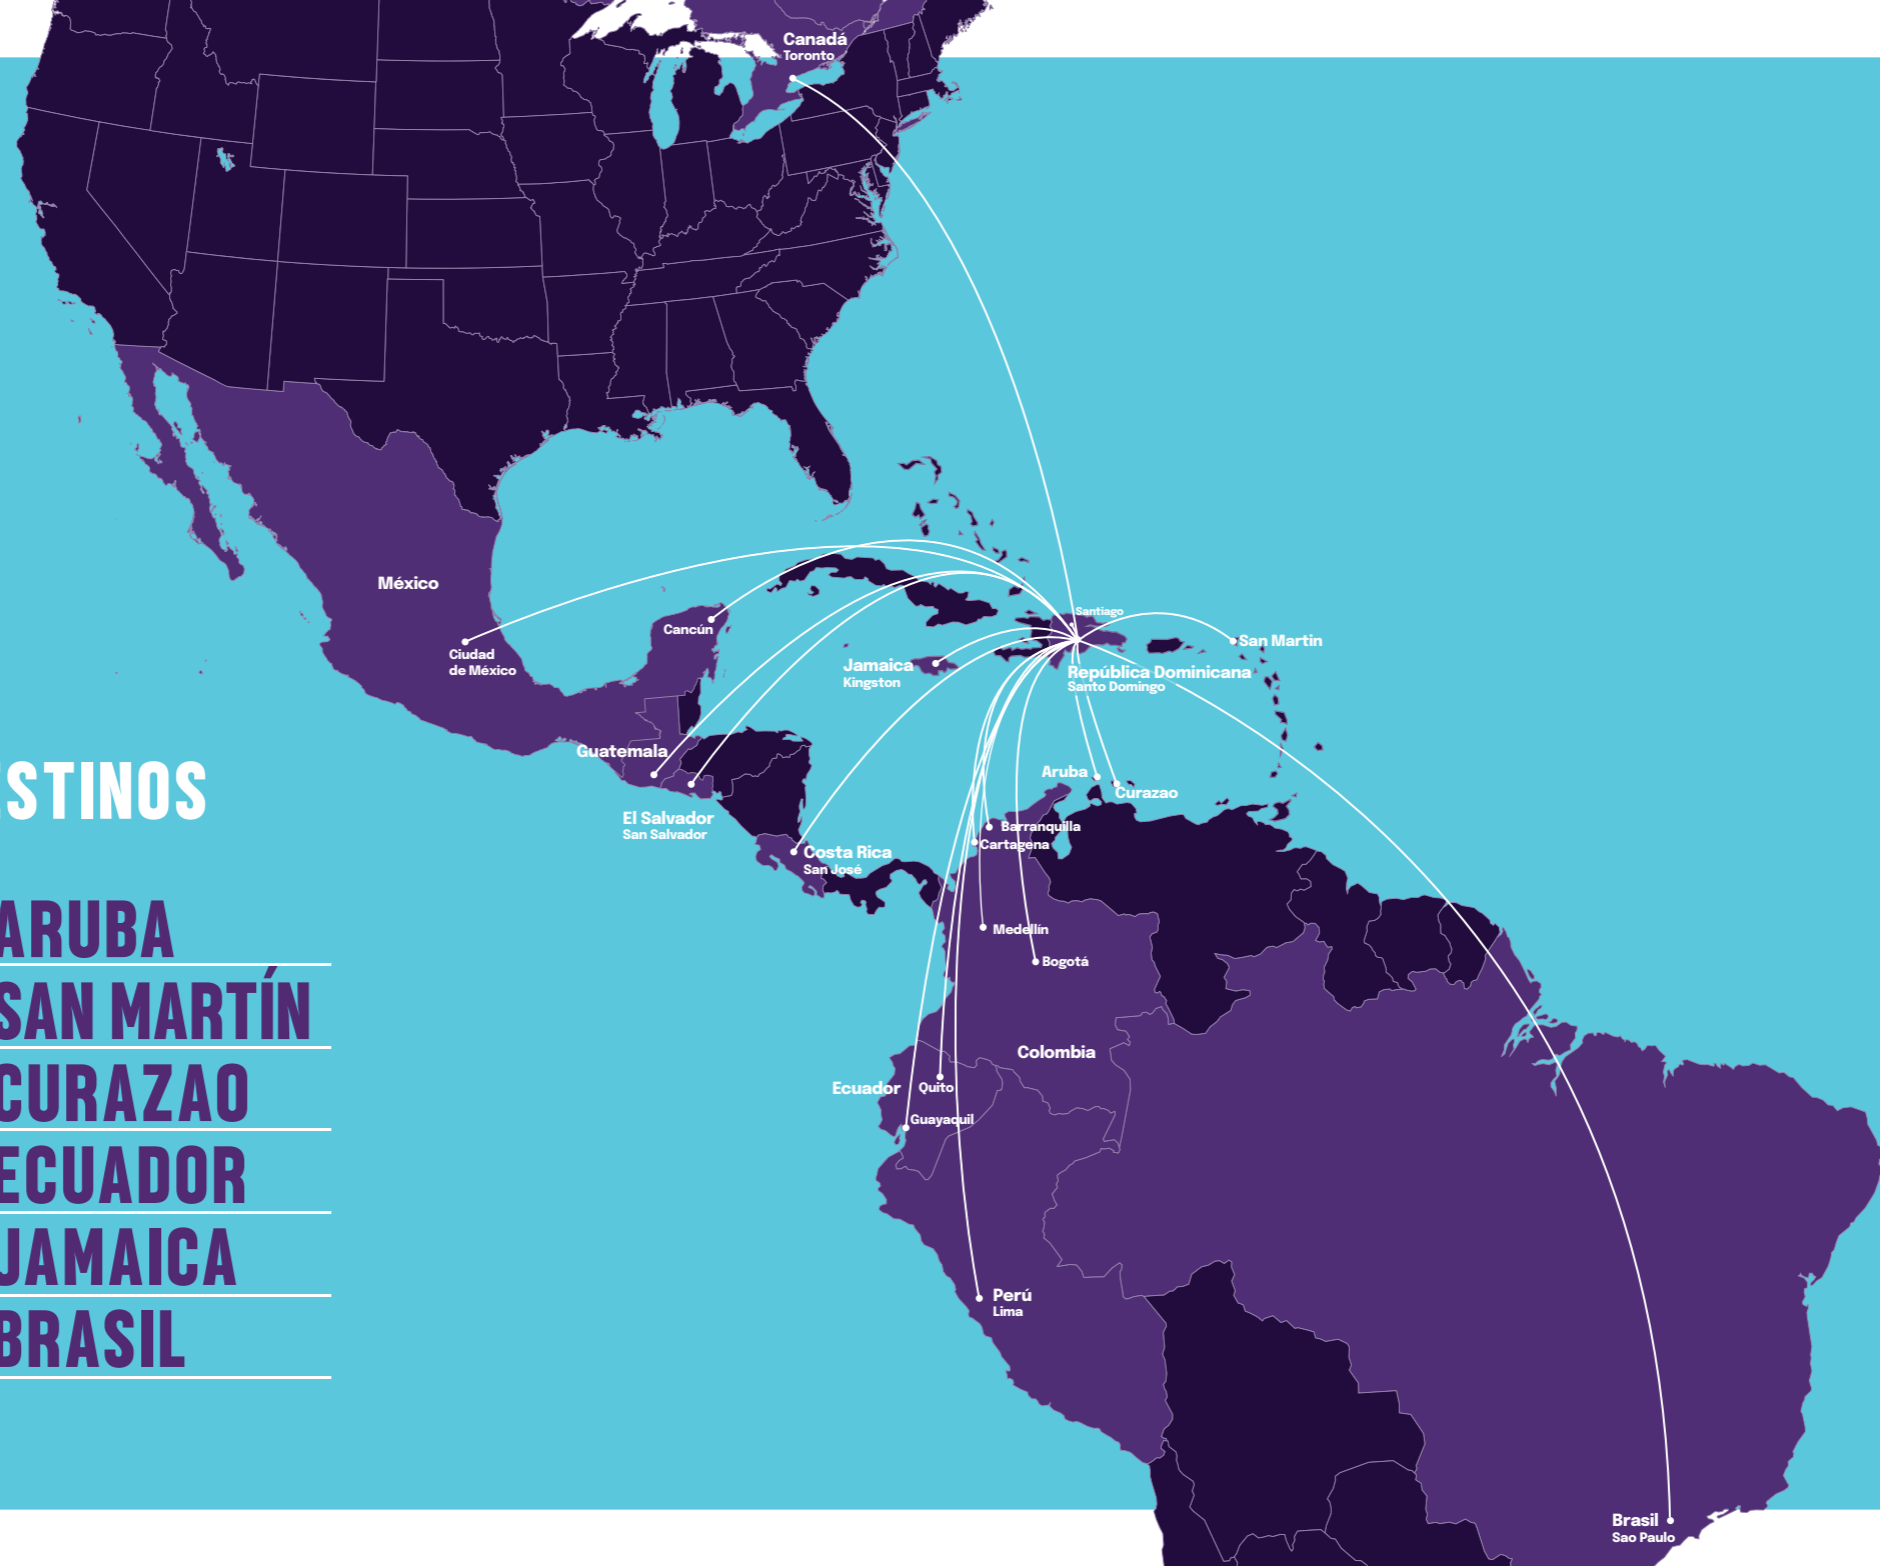 Canadá
Toronto
México
Ciudad
de México
Cancún
Santiago
San Martin
Jamaica
Kingston
República Dominicana
Santo Domingo
Guatemala
El Salvador
San Salvador
Costa Rica
San José
Aruba
Curazao
Barranquilla
Cartagena
Medellín
Bogotá
Colombia
Ecuador
Quito
Guayaquil
Perú
Lima
Brasil
Sao Paulo
STINOS
ARUBA
SAN MARTÍN
CURAZAO
ECUADOR
JAMAICA
BRASIL